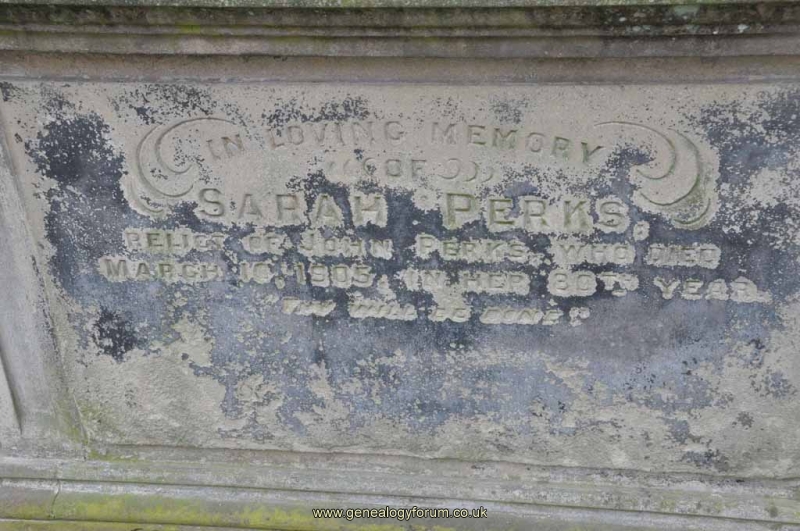 IN LOVING MEMORY
OF
SARAH PERKS,
RELICT OF JOHN PERKS, WHO DIED
MARCH 10, 1905, IN HER 80TH YEAR.
"THY WILL BE DONE."
www.genealogyforum.co.uk